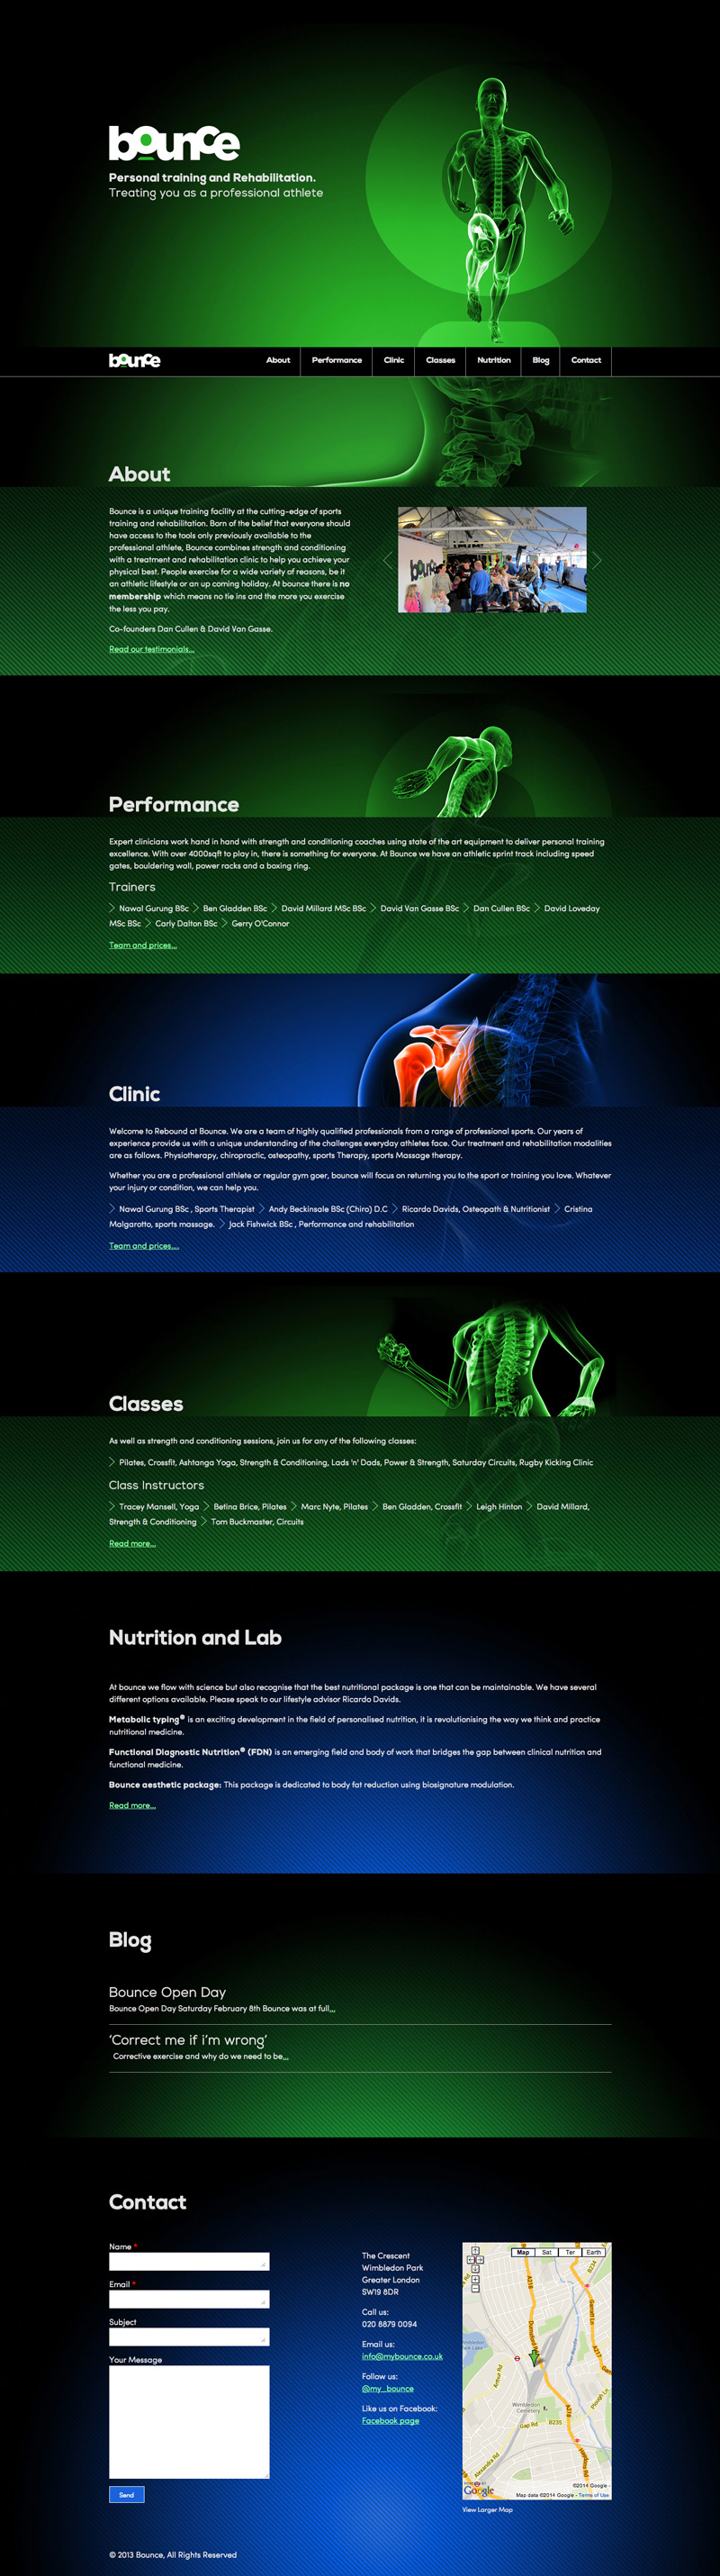 bounce
Personal training and Rehabilitation.
Treating you as a professional athlete
bounce
About
Performance
Clinic
Classes
Nutrition
Blog
Contact
About
Bounce is a unique training facility at the cutting-edge of sports
training and rehabilitation. Born of the belief that everyone should
have access to the tools only previously available to the
professional athlete, Bounce combines strength and conditioning
with a treatment and rehabilitation clinic to help you achieve your
physical best. People exercise for a wide variety of reasons, be it
an athletic lifestyle or an up coming holiday. At bounce there is no
membership which means no tie ins and the more you exercise
the less you pay.
Co-founders Dan Cullen & David Van Gasse.
Read our testimonials...
bounce
Performance
Expert clinicians work hand in hand with strength and conditioning coaches using state of the art equipment to deliver personal training
excellence. With over 4000sqft to play in, there is something for everyone. At Bounce we have an athletic sprint track including speed
gates, bouldering wall, power racks and a boxing ring.
Trainers
Nawal Gurung BSc > Ben Gladden BSc > David Millard MSc BSc > David Van Gasse BSc > Dan Cullen BSc > David Loveday
MSc BSc > Carly Dalton BSc > Gerry O'Connor
Team and prices...
Clinic
Welcome to Rebound at Bounce. We are a team of highly qualified professionals from a range of professional sports. Our years of
experience provide us with a unique understanding of the challenges everyday athletes face. Our treatment and rehabilitation modalities
are as follows. Physiotherapy, chiropractic, osteopathy, sports Therapy, sports Massage therapy.
Whether you are a professional athlete or regular gym goer, bounce will focus on returning you to the sport or training you love. Whatever
your injury or condition, we can help you.
Nawal Gurung BSc , Sports Therapist > Andy Beckinsale BSc (Chiro) D.C > Ricardo Davids, Osteopath & Nutritionist > Cristina
Malgarotto, sports massage. > Jack Fishwick BSc , Performance and rehabilitation
Team and prices....
Classes
As well as strength and conditioning sessions, join us for any of the following classes:
Pilates, Crossfit, Ashtanga Yoga, Strength & Conditioning, Lads 'n' Dads, Power & Strength, Saturday Circuits, Rugby Kicking Clinic
Class Instructors
Tracey Mansell, Yoga > Betina Brice, Pilates > Marc Nyte, Pilates > Ben Gladden, Crossfit > Leigh Hinton > David Millard,
Strength & Conditioning > Tom Buckmaster, Circuits
Read more...
Nutrition and Lab
At bounce we flow with science but also recognise that the best nutritional package is one that can be maintainable. We have several
different options available. Please speak to our lifestyle advisor Ricardo Davids.
Metabolic typing® is an exciting development in the field of personalised nutrition, it is revolutionising the way we think and practice
nutritional medicine.
Functional Diagnostic Nutrition® (FDN) is an emerging field and body of work that bridges the gap between clinical nutrition and
functional medicine.
Bounce aesthetic package: This package is dedicated to body fat reduction using biosignature modulation.
Read more...
Blog
Bounce Open Day
Bounce Open Day Saturday February 8th Bounce was at full...
‘Correct me if i’m wrong’
Corrective exercise and why do we need to be...
Contact
Name *
Email *
Subject
Your Message
Send
The Crescent
Wimbledon Park
Greater London
SW19 8DR
Call us:
020 8879 0094
Email us:
info@mybounce.co.uk
Follow us:
@my_bounce
Like us on Facebook:
Facebook page
Map
Sat
Ter
Earth
A218
B234
Garratt Ln
Durnsford Rd
A217
Arthur Rd
Plough Ln
Wimbledon
Cemetery
Gap Rd
B235
A218
Haydons Rd
Alexandra Rd
Google
©2014 Google -
Map data ©2014 Google - Terms of Use
View Larger Map
© 2013 Bounce, All Rights Reserved